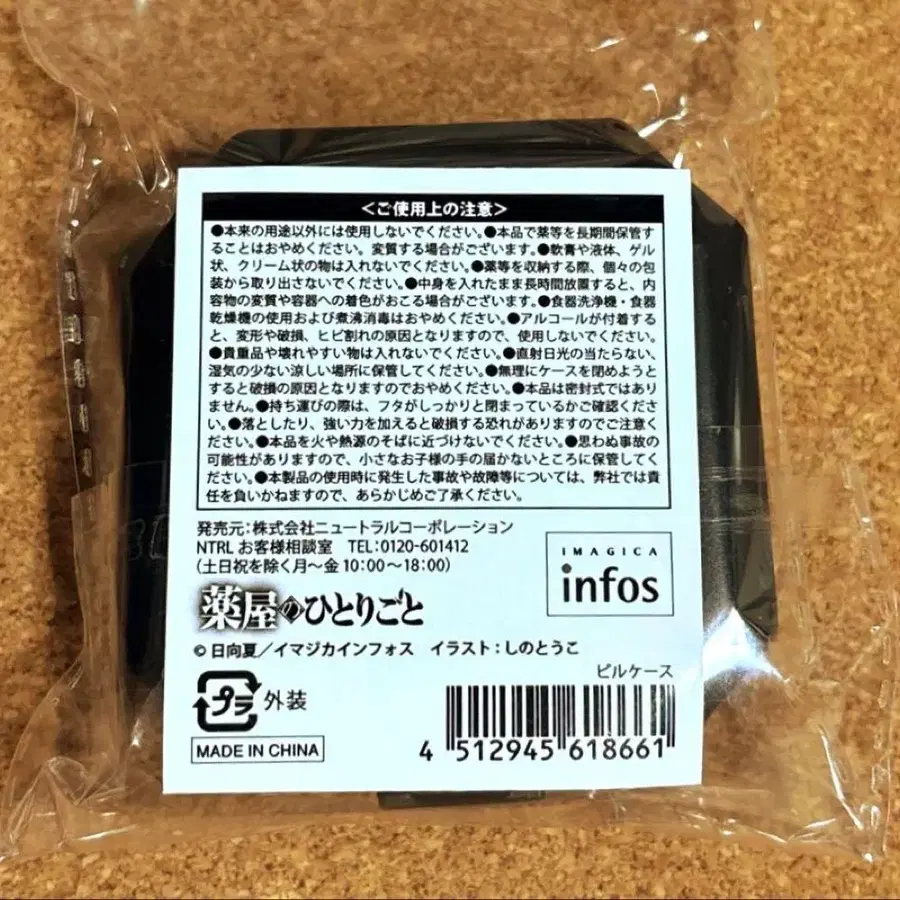 ＜ご使用上の注意＞
●本来の用途以外には使用しないでください。●本品で薬等を長期間保管す
ることはおやめください。変質する場合がございます。●軟膏や液体、ゲル
状、クリーム状の物は入れないでください。●薬等を収納する際、個々の包
装から取り出さないでください。●中身を入れたまま長時間放置すると、内
容物の変質や容器への着色がおこる場合がございます。●食器洗浄機・食器
乾燥機の使用および煮沸消毒はおやめください。●アルコールが付着する
と、変形や破損、ヒビ割れの原因となりますので、使用しないでください。
●貴重品や壊れやすい物は入れないでください。●直射日光の当たらない、
湿気の少ない涼しい場所に保管してください。●無理にケースを閉めようと
すると破損の原因となりますのでおやめください。●本品は密封式ではあり
ません。●持ち運びの際は、フタがしっかりと閉まっているかご確認くださ
い。●落としたり、強い力を加えると破損する恐れがありますのでご注意く
ださい。●本品を火や熱源のそばに近づけないでください。●思わぬ事故の
可能性がありますので、小さなお子様の手の届かないところに保管してく
ださい。●本製品の使用時に発生した事故や故障等については、弊社では責
任を負いかねますので、あらかじめご了承ください。
発売元：株式会社ニュートラルコーポレーション
NTRL お客様相談室　TEL：0120-601412
（土日祝を除く月～金 10：00～18：00）
IMAGICA
infos
薬屋のひとりごと
© 日向夏／イマジカインフォス　イラスト：しのとうこ
ピルケース
プラ 外装
MADE IN CHINA
4 512945 618661